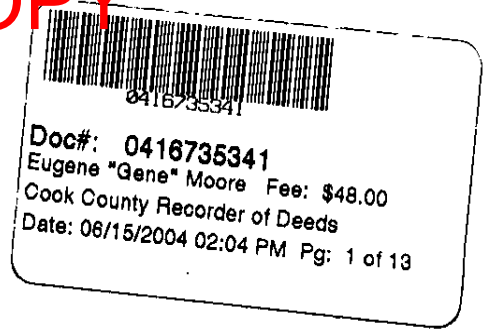 0416735341
Doc#: 0416735341
Eugene "Gene" Moore Fee: $48.00
Cook County Recorder of Deeds
Date: 06/15/2004 02:04 PM Pg: 1 of 13